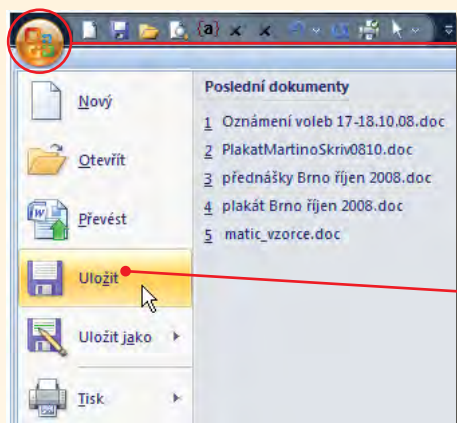 {a}
Nový
Otevřít
Převést
Uložit
Uložit jako
Tisk
Poslední dokumenty
1 Oznámení voleb 17-18.10.08.doc
2 PlakatMartinoSkriv0810.doc
3 přednášky Brno říjen 2008.doc
4 plakát Brno říjen 2008.doc
5 matic_vzorce.doc